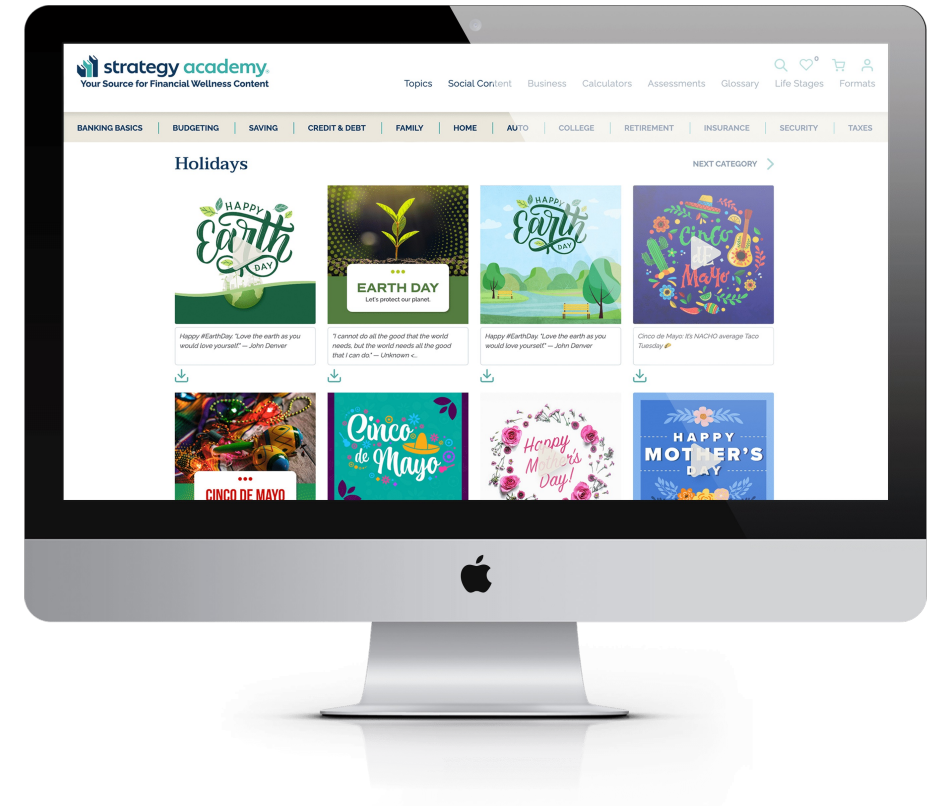 strategy academy®
Your Source for Financial Wellness Content
0
Topics Social Content Business Calculators Assessments Glossary Life Stages Formats
BANKING BASICS BUDGETING SAVING CREDIT & DEBT FAMILY HOME AUTO COLLEGE RETIREMENT INSURANCE SECURITY TAXES
Holidays
NEXT CATEGORY
HAPPY
Earth
DAY
EARTH DAY
Let's protect our planet.
HAPPY
Earth
DAY
Cinco
de
Mayo
Happy #EarthDay. "Love the earth as you
would love yourself." — John Denver
"I cannot do all the good that the world
needs, but the world needs all the good
that I can do." — Unknown <...
Happy #EarthDay. "Love the earth as you
would love yourself." — John Denver
Cinco de Mayo: It's NACHO average Taco
Tuesday 🌮
CINCO DE MAYO
Cinco
de Mayo
Happy
Mother's
Day!
HAPPY
MOTHER'S
DAY